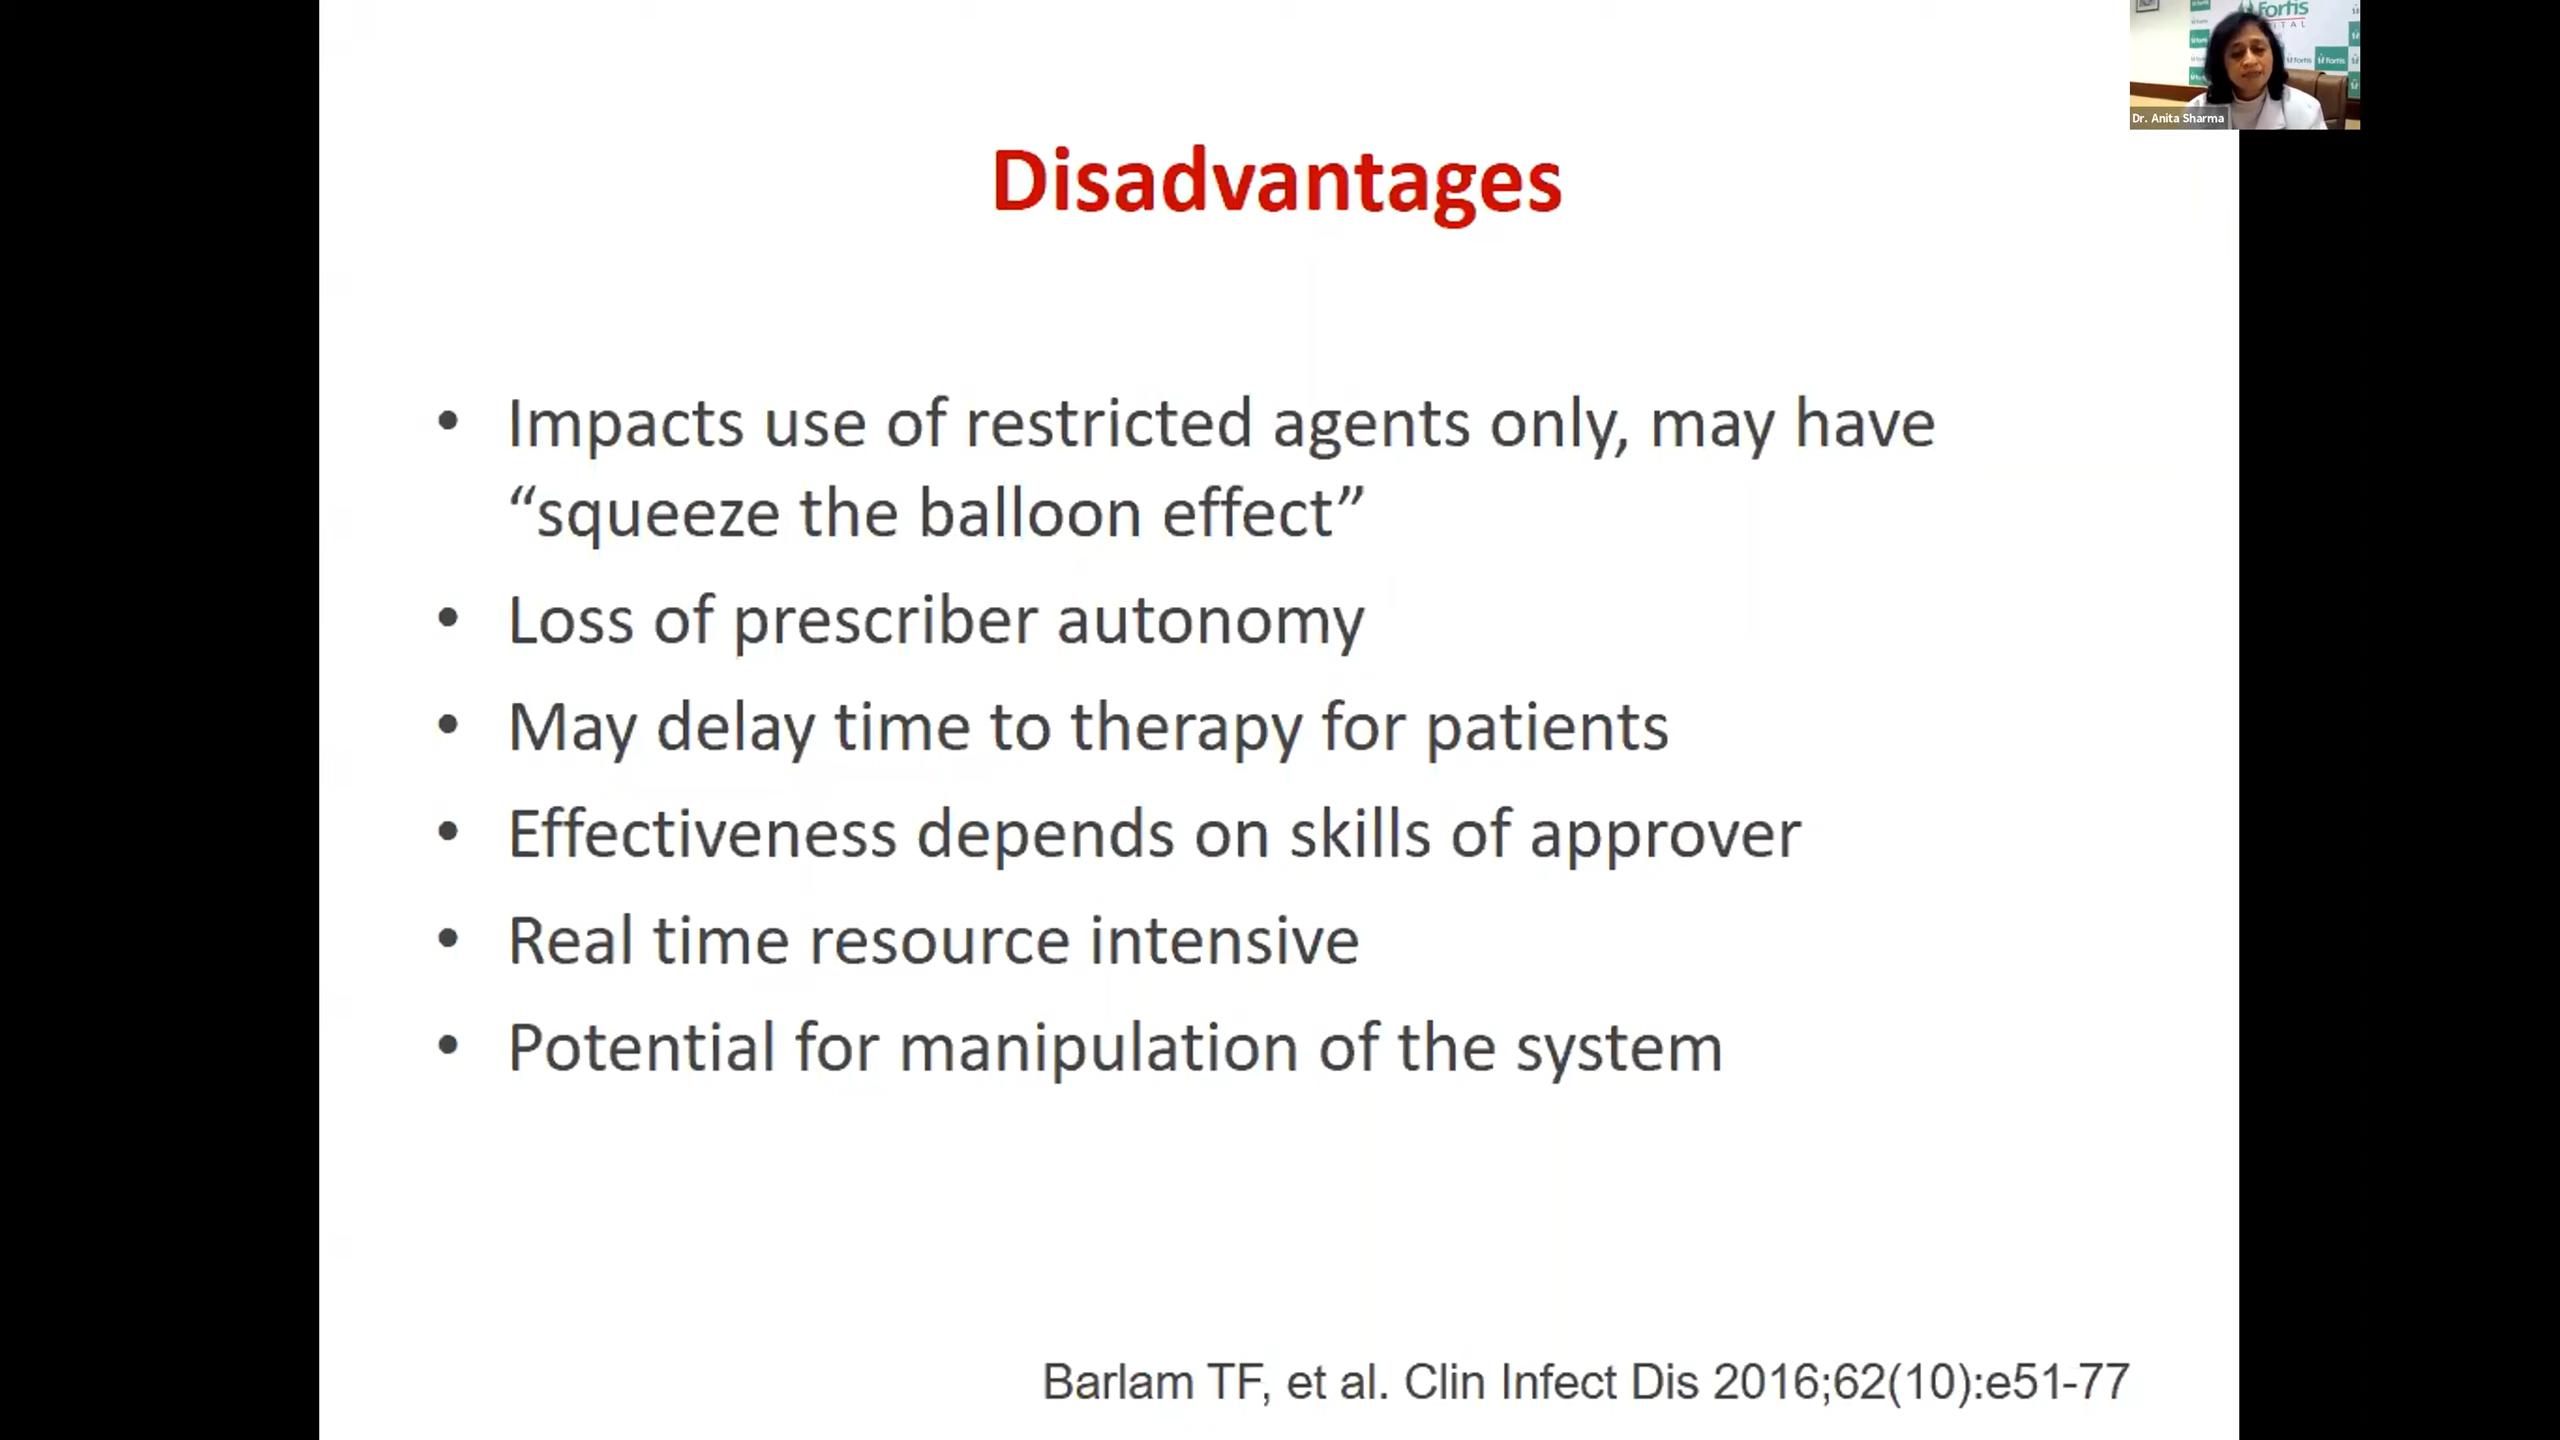 Fortis
Dr. Anita Sharma
Disadvantages
• Impacts use of restricted agents only, may have
“squeeze the balloon effect”
• Loss of prescriber autonomy
• May delay time to therapy for patients
• Effectiveness depends on skills of approver
• Real time resource intensive
• Potential for manipulation of the system
Barlam TF, et al. Clin Infect Dis 2016;62(10):e51-77